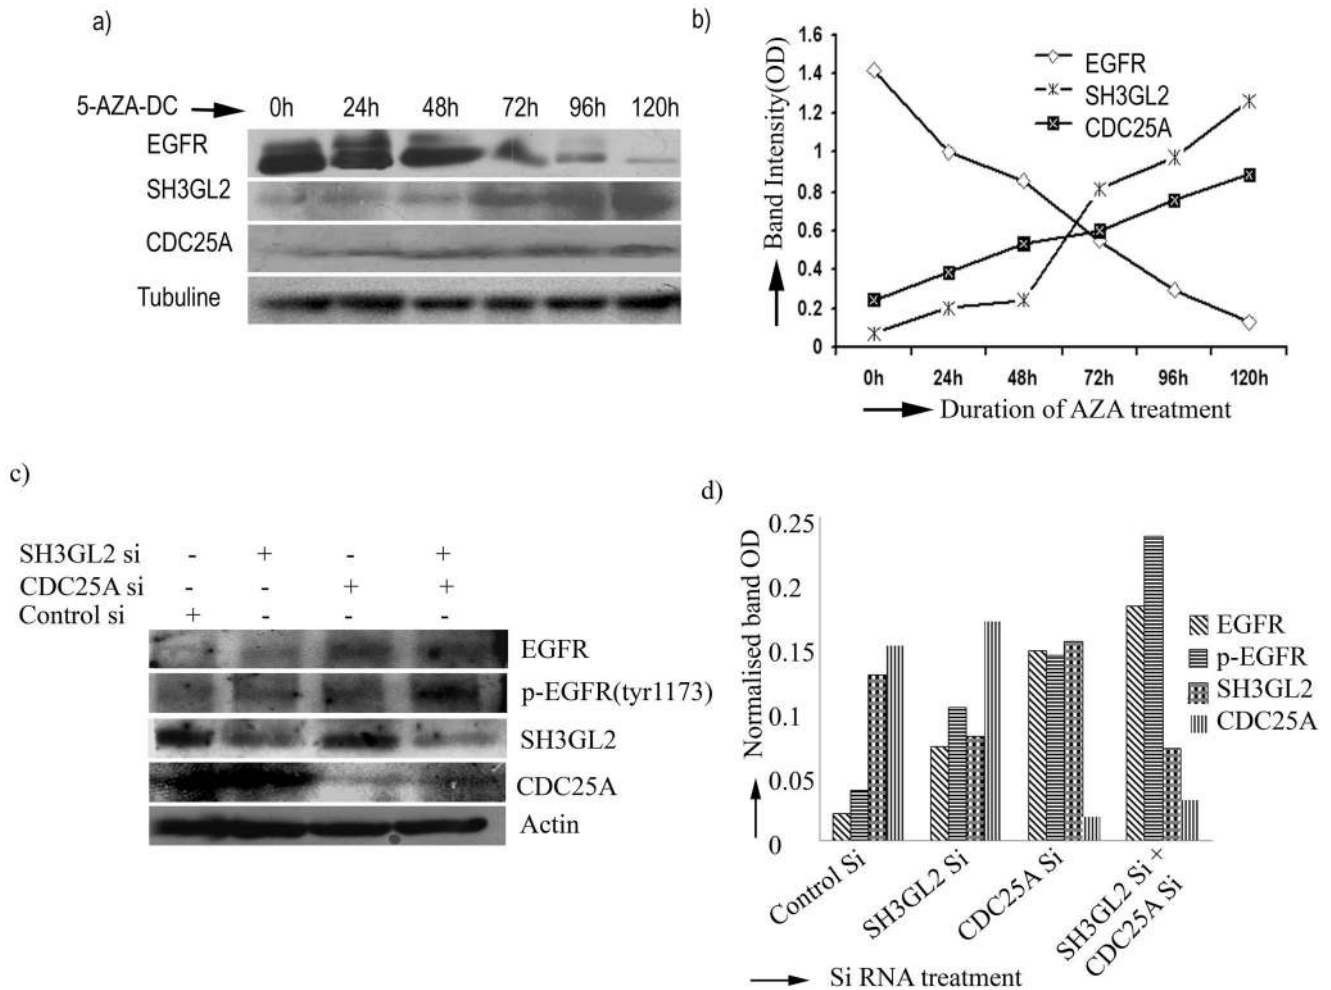 a)
5-AZA-DC 0h 24h 48h 72h 96h 120h
EGFR
SH3GL2
CDC25A
Tubuline
b)
Band Intensity(OD)
1.6
1.4
1.2
1
0.8
0.6
0.4
0.2
0
EGFR
SH3GL2
CDC25A
0h 24h 48h 72h 96h 120h
Duration of AZA treatment
c)
SH3GL2 si - + - +
CDC25A si - - + +
Control si + - - -
EGFR
p-EGFR(tyr1173)
SH3GL2
CDC25A
Actin
d)
Normalised band OD
0.25
0.2
0.15
0.1
0.05
0
EGFR
p-EGFR
SH3GL2
CDC25A
Control Si
SH3GL2 Si
CDC25A Si
SH3GL2 Si +
CDC25A Si
Si RNA treatment